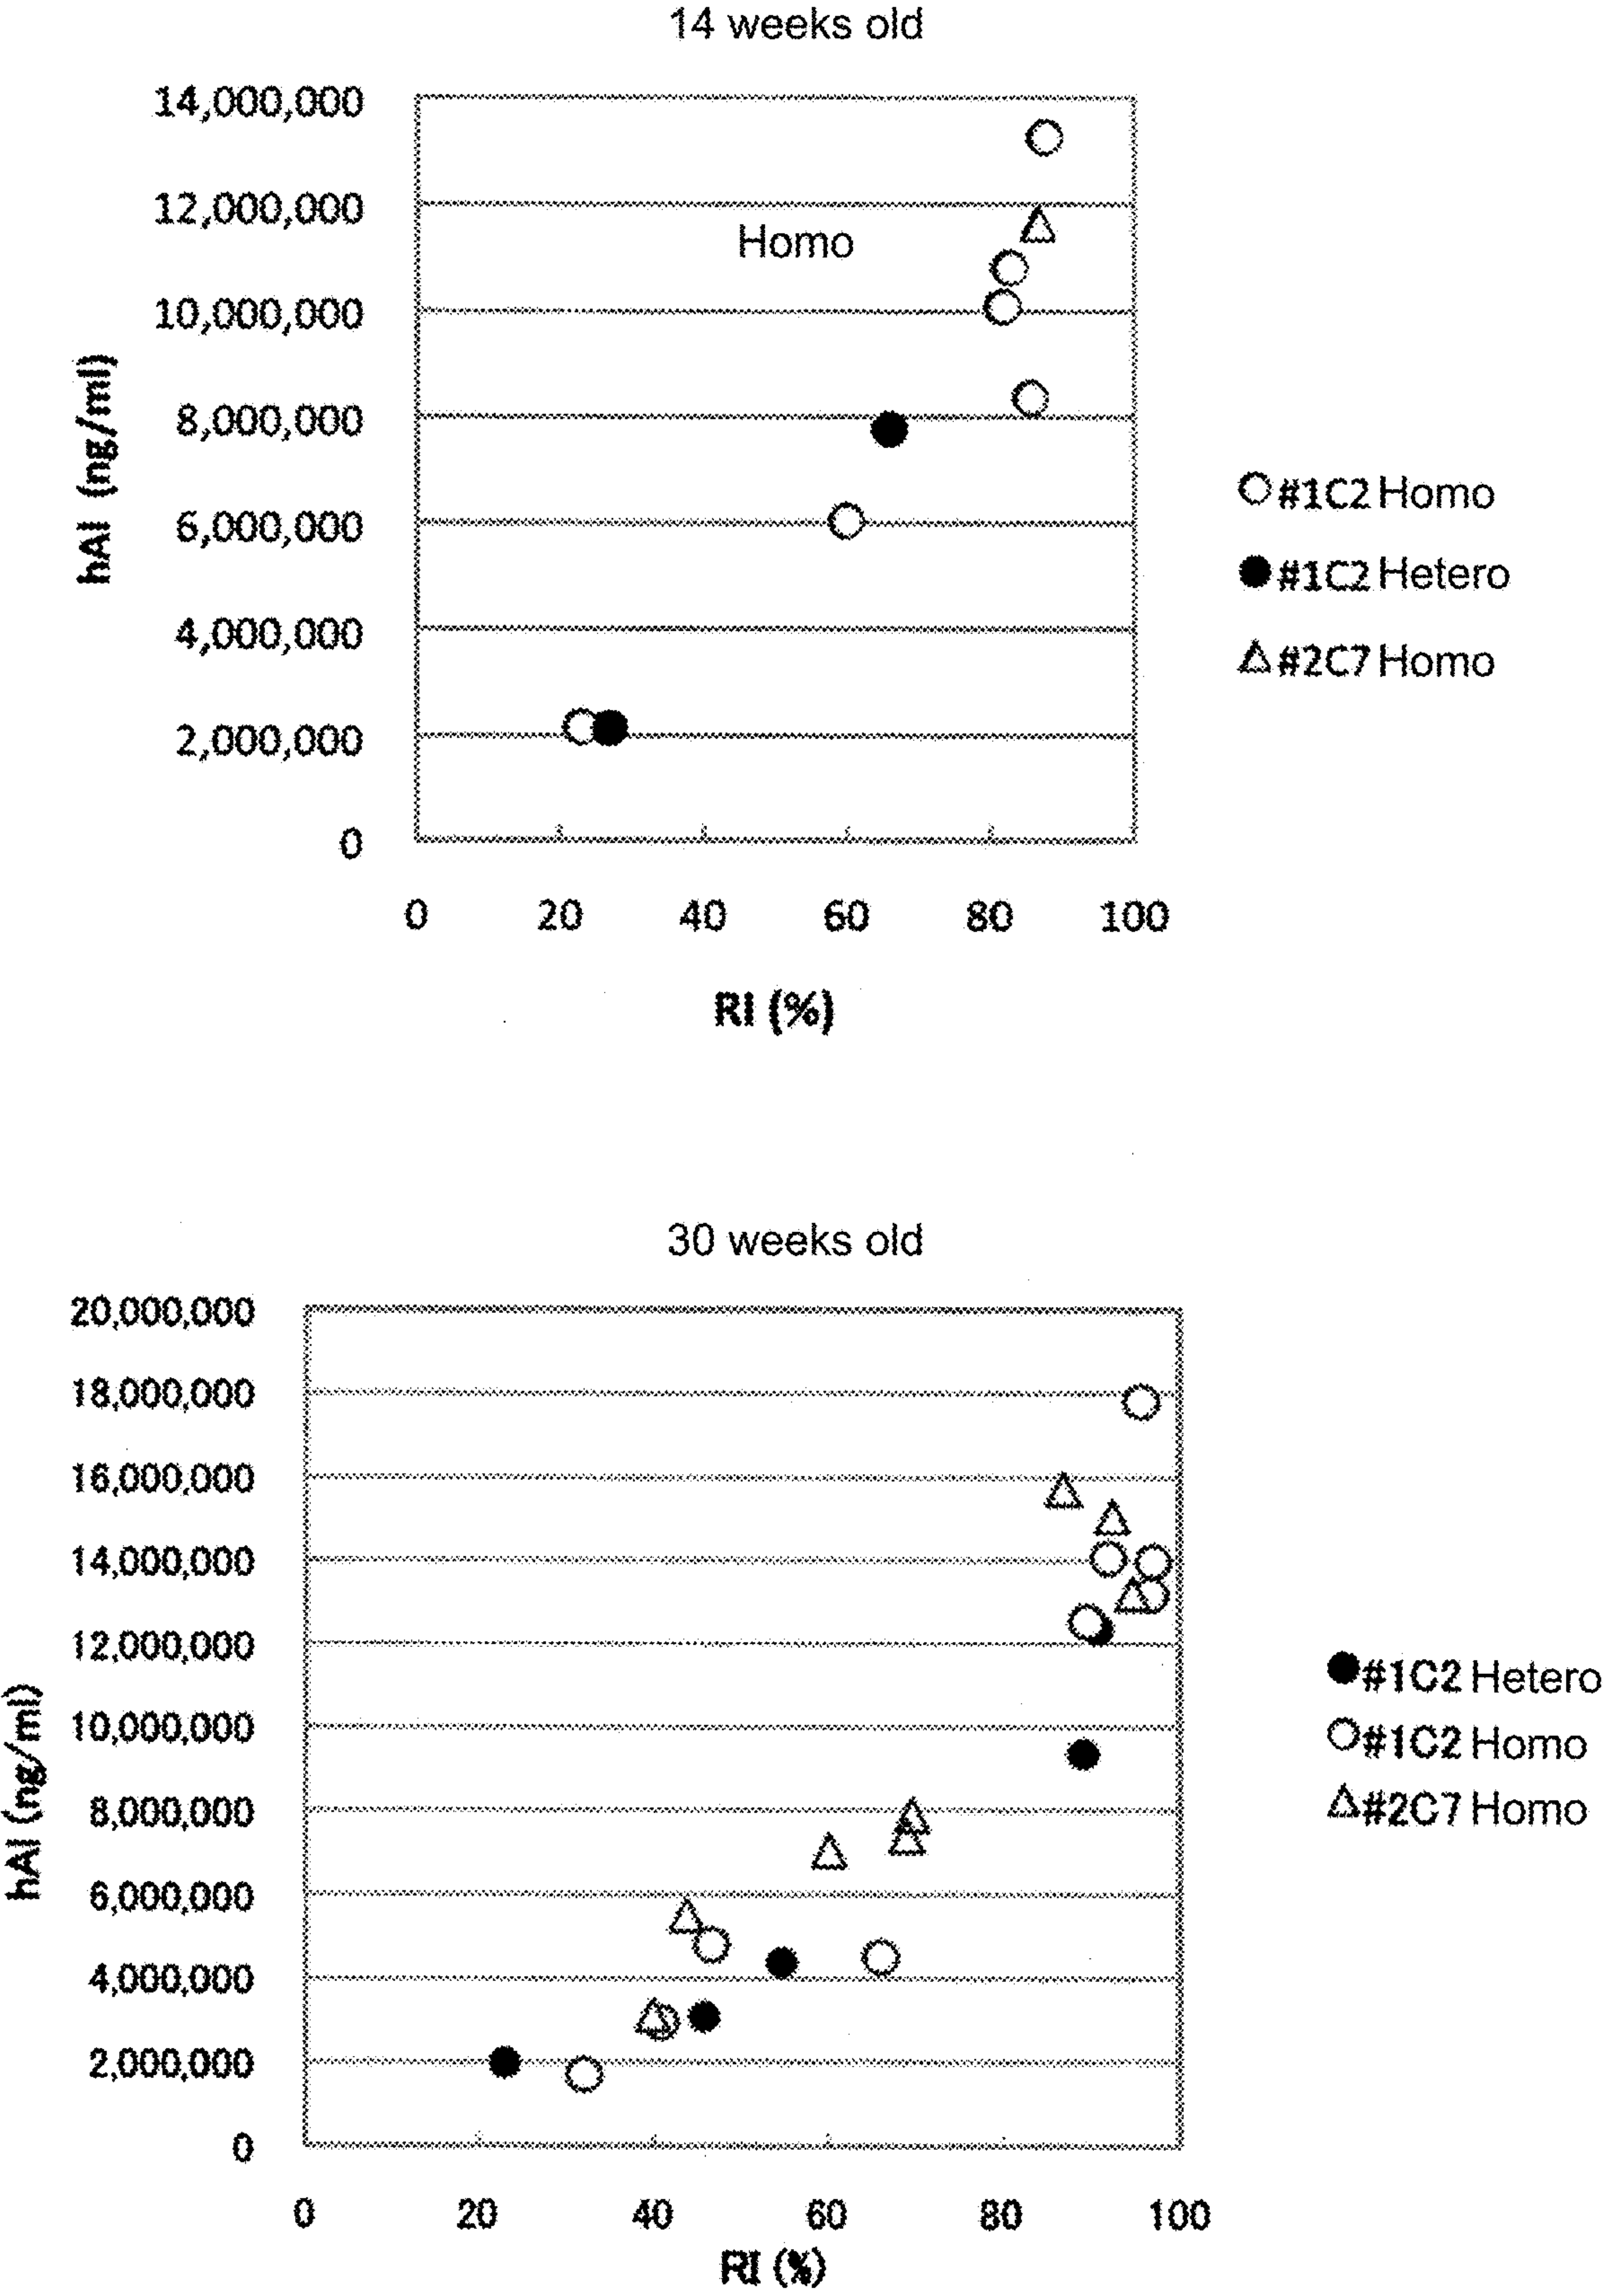 14 weeks old
14,000,000
12,000,000
Homo
10,000,000
8,000,000
6,000,000
4,000,000
2,000,000
0
hAl (ng/ml)
0 20 40 60 80 100
RI (%)
#1C2 Homo
#1C2 Hetero
#2C7 Homo
30 weeks old
20,000,000
18,000,000
16,000,000
14,000,000
12,000,000
10,000,000
8,000,000
6,000,000
4,000,000
2,000,000
0
hAl (ng/ml)
0 20 40 60 80 100
RI (%)
#1C2 Hetero
#1C2 Homo
#2C7 Homo